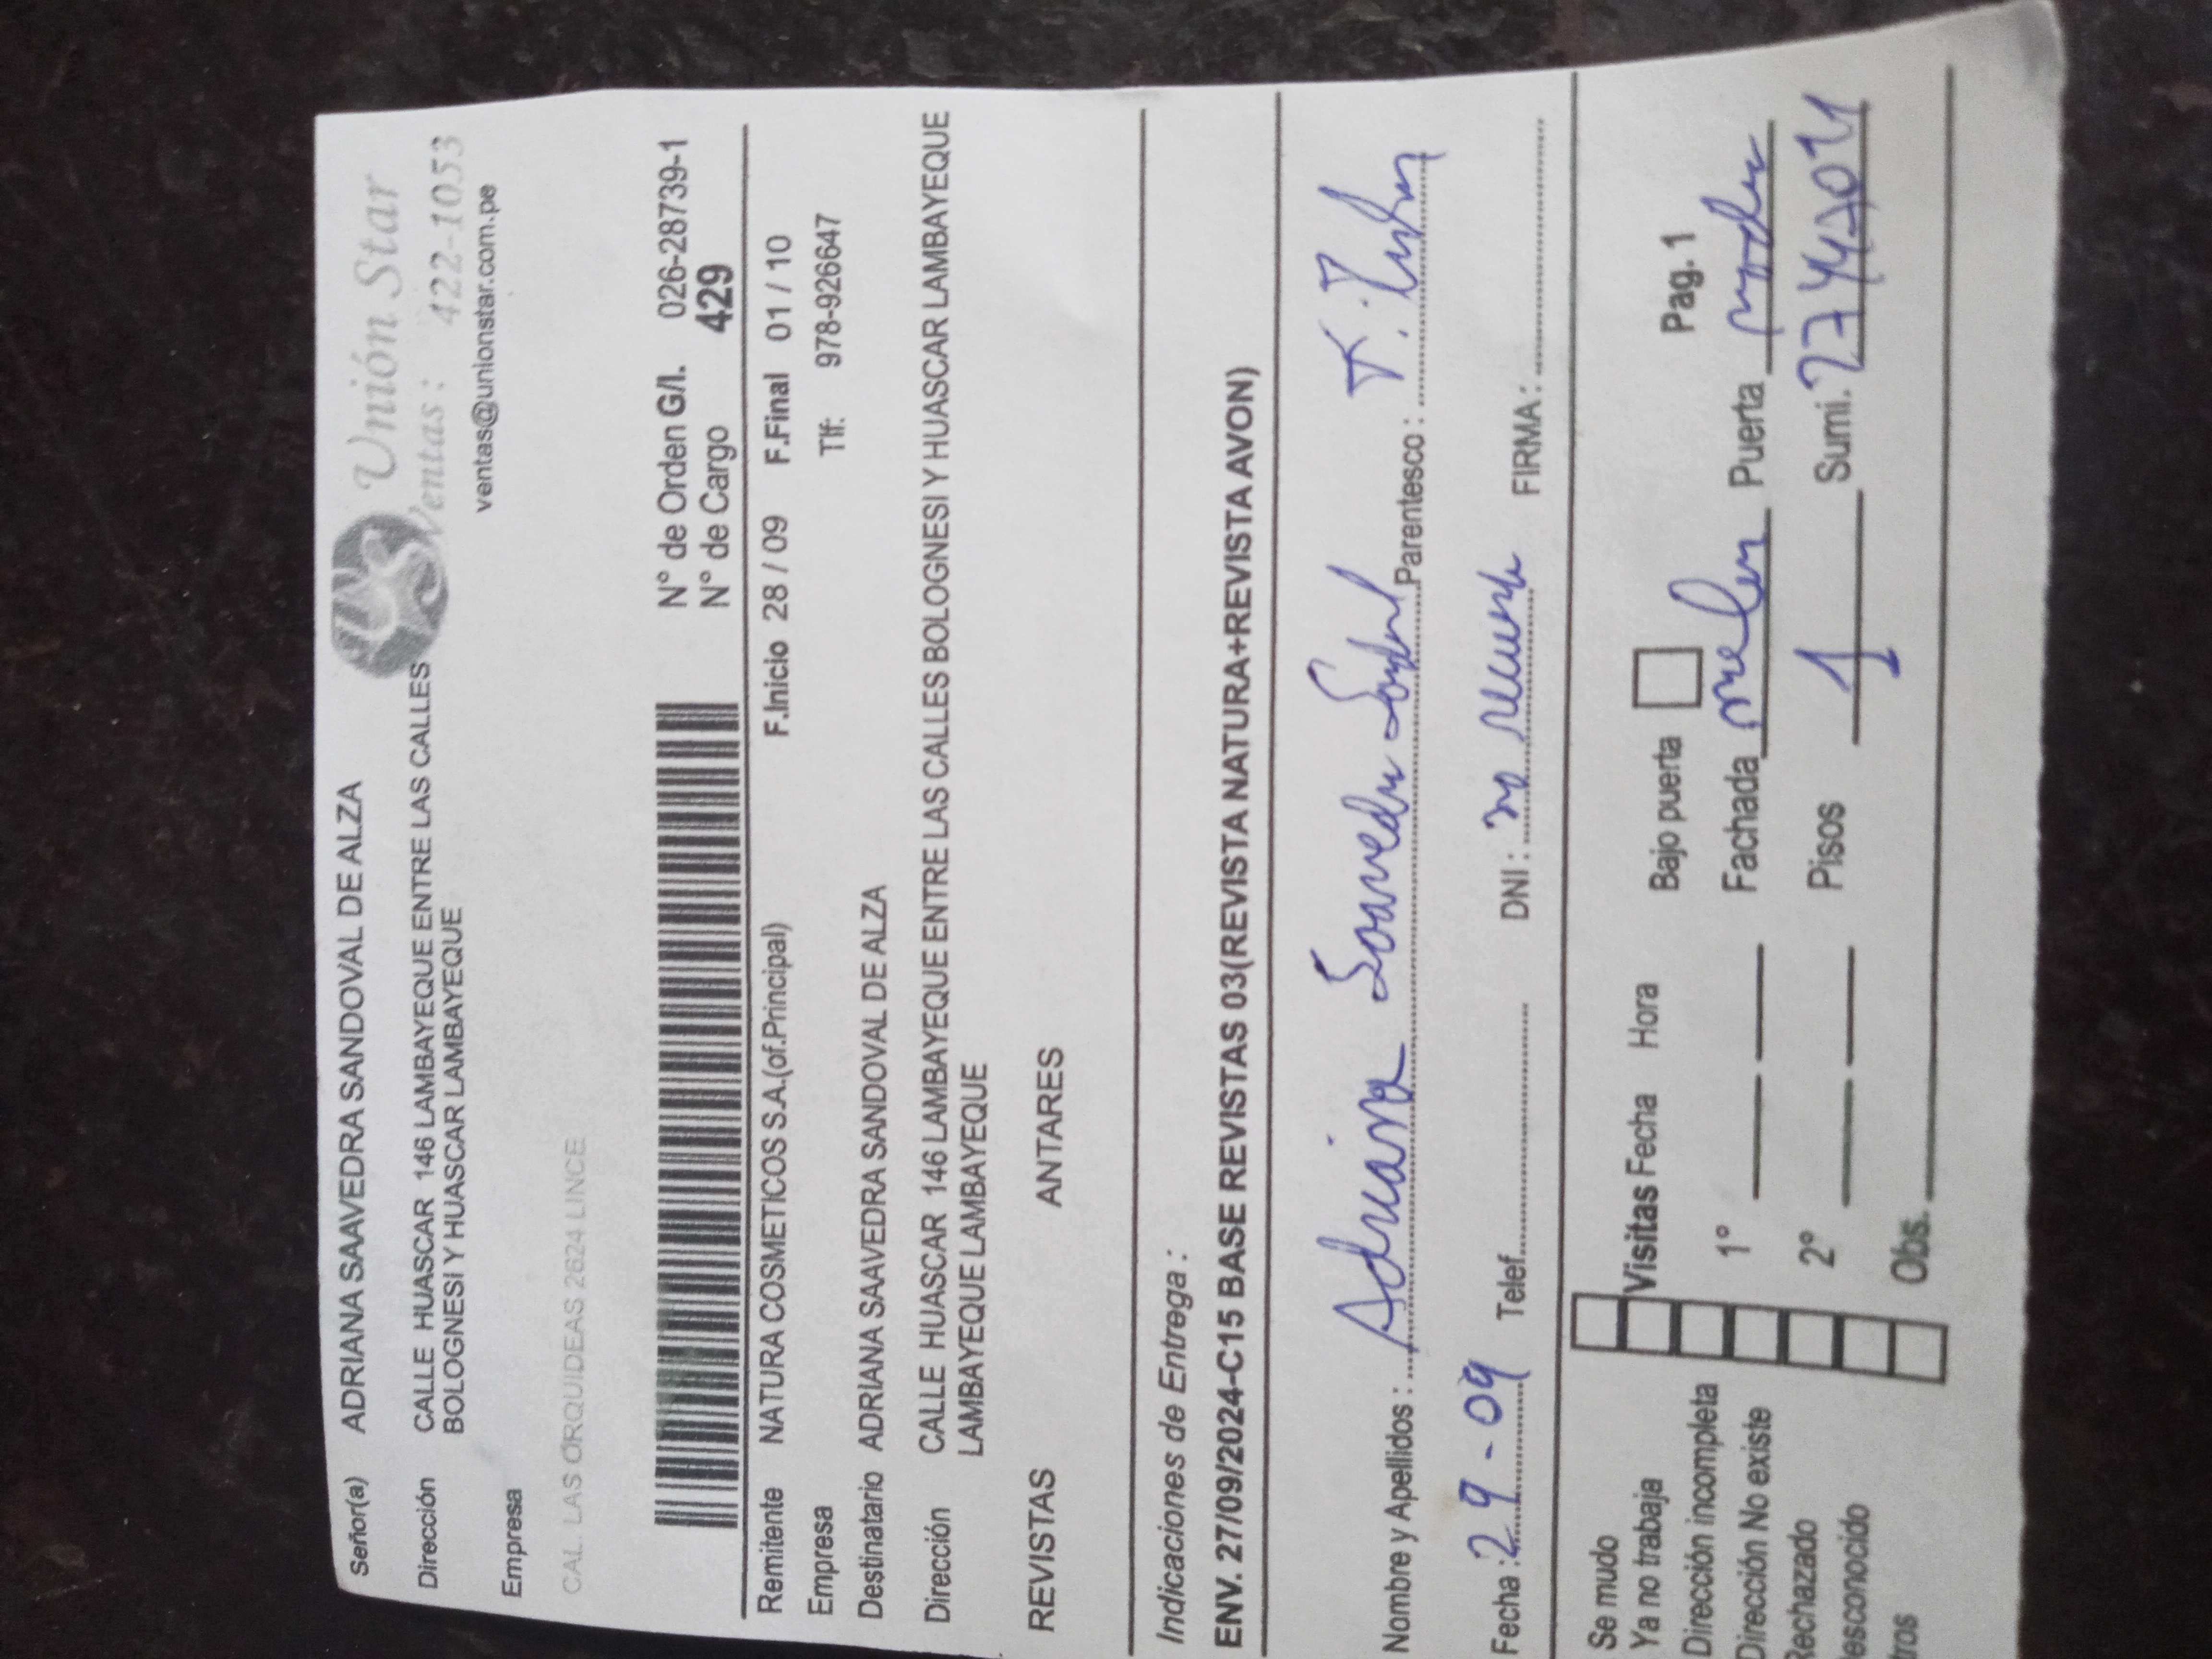 Señor(a) ADRIANA SAAVEDRA SANDOVAL DE ALZA
Unión Star
Dirección CALLE HUASCAR 146 LAMBAYEQUE ENTRE LAS CALLES
BOLOGNESI Y HUASCAR LAMBAYEQUE
Ventas: 422-1053
ventas@unionstar.com.pe
Empresa
CAL. LAS ORQUIDEAS 2624 LINCE
N° de Orden G/I. 026-28739-1
N° de Cargo 429
Remitente NATURA COSMETICOS S.A.(of.Principal) F.Inicio 28 / 09 F.Final 01 / 10
Empresa Tlf: 978-926647
Destinatario ADRIANA SAAVEDRA SANDOVAL DE ALZA
Dirección CALLE HUASCAR 146 LAMBAYEQUE ENTRE LAS CALLES BOLOGNESI Y HUASCAR LAMBAYEQUE
LAMBAYEQUE LAMBAYEQUE
REVISTAS ANTARES
Indicaciones de Entrega :
ENV. 27/09/2024-C15 BASE REVISTAS 03(REVISTA NATURA+REVISTA AVON)
Nombre y Apellidos : Adriana Saavedra Parentesco :
Fecha : 29-09 Telef. DNI : no FIRMA :
Se mudo
Ya no trabaja
Dirección incompleta
Dirección No existe
Rechazado
esconocido
tros
Visitas Fecha Hora Bajo puerta Pag. 1
1° Fachada Puerta
2° Pisos 1 Sumi.
Obs.